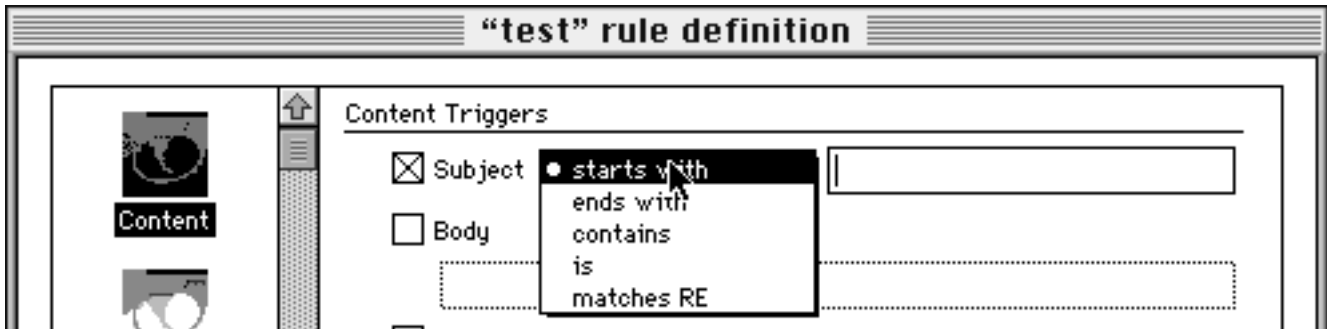 “test” rule definition
Content
Content Triggers
Subject
starts with
ends with
contains
is
matches RE
Body